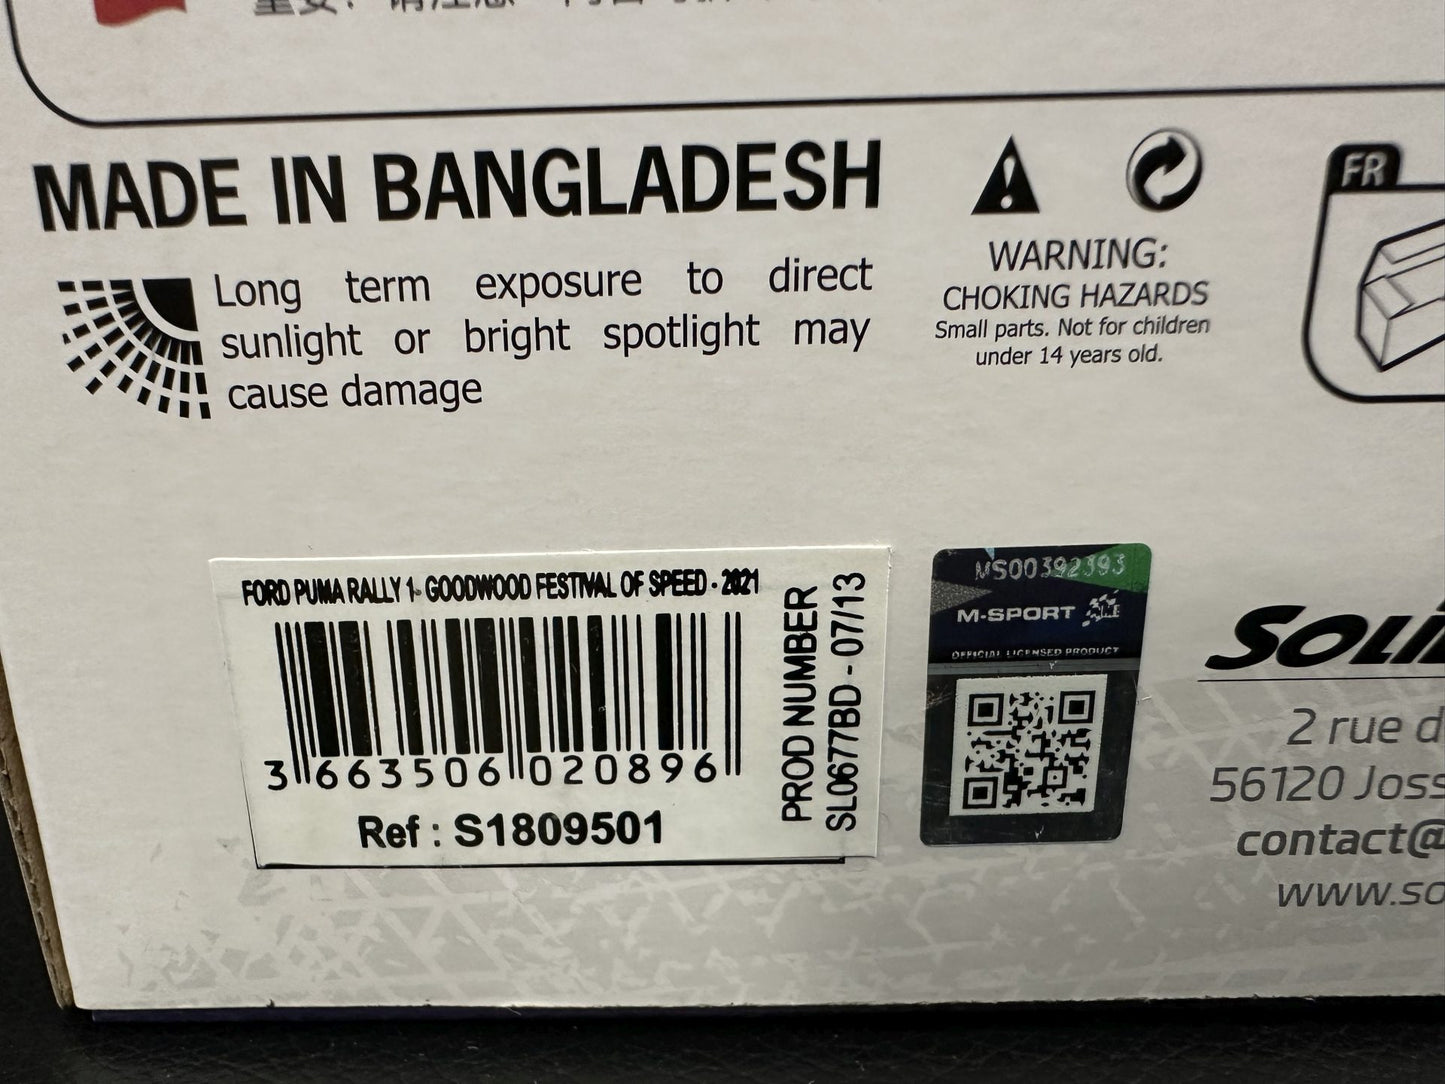 MADE IN BANGLADESH
Long term exposure to direct
sunlight or bright spotlight may
cause damage
WARNING:
CHOKING HAZARDS
Small parts. Not for children
under 14 years old.
FR
FORD PUMA RALLY 1- GOODWOOD FESTIVAL OF SPEED - 2021
3 663506 020896
Ref : S1809501
PROD NUMBER
SL0677BD - 07/13
MS00392393
M-SPORT
OFFICIAL LICENSED PRODUCT
SOLI
2 rue d
56120 Joss
contact@
www.so